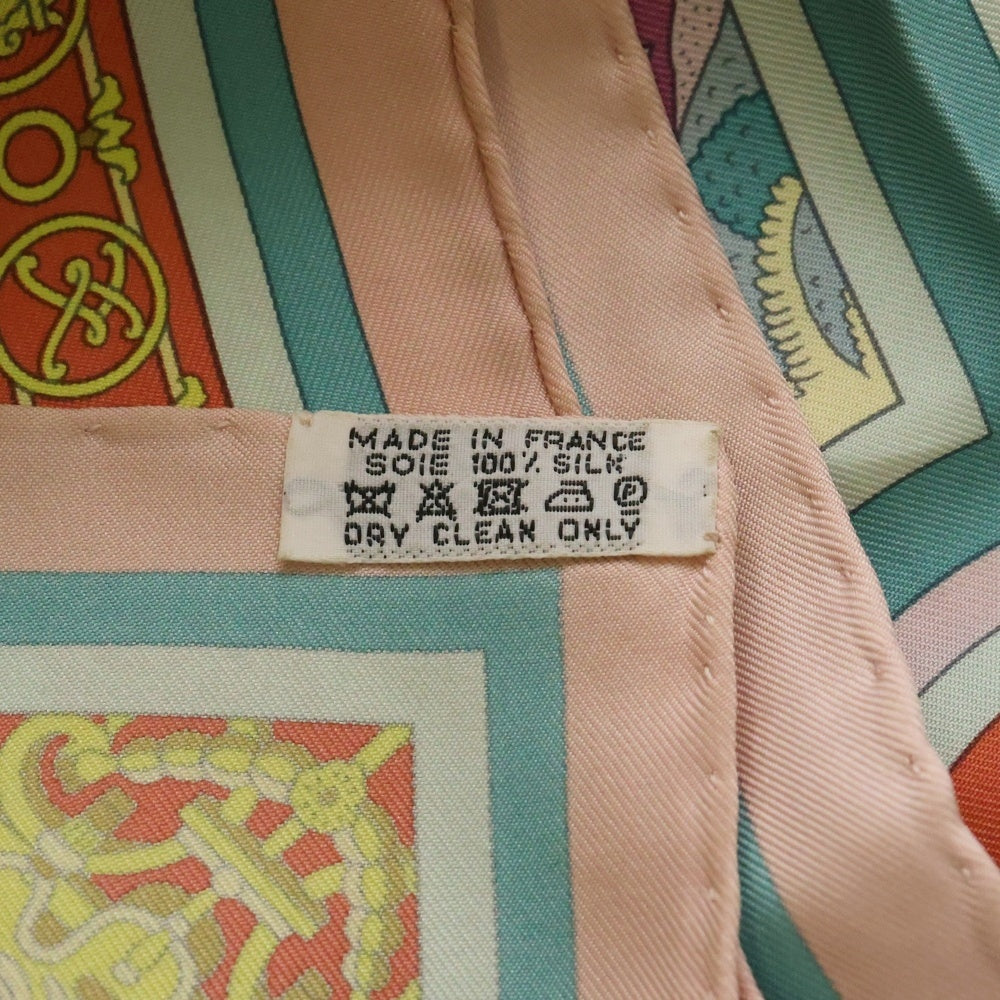 MADE IN FRANCE
SOIE 100% SILK
P
DRY CLEAN ONLY